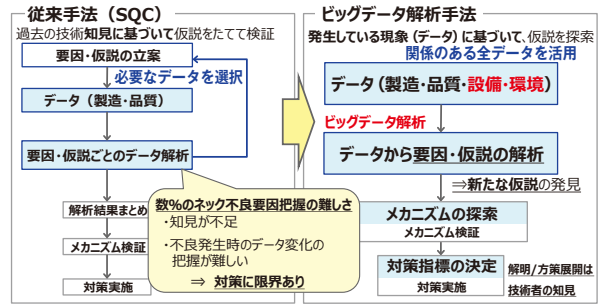 従来手法（SQC）
過去の技術知見に基づいて仮説をたてて検証
要因・仮説の立案
必要なデータを選択
データ（製造・品質）
要因・仮説ごとのデータ解析
数%のネック不良要因把握の難しさ
・知見が不足
・不良発生時のデータ変化の
把握が難しい
⇒ 対策に限界あり
解析結果まとめ
メカニズム検証
対策実施
ビッグデータ解析手法
発生している現象（データ）に基づいて、仮説を探索
関係のある全データを活用
データ（製造・品質・設備・環境）
ビッグデータ解析
データから要因・仮説の解析
⇒新たな仮説の発見
メカニズムの探索
メカニズム検証
対策指標の決定
対策実施
解明/方策展開は
技術者の知見